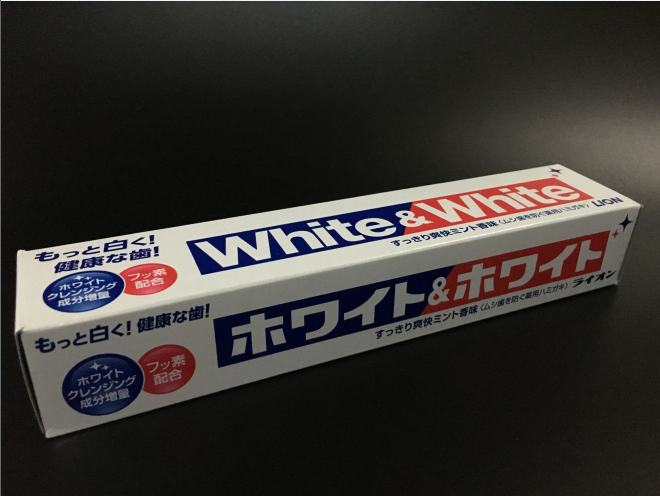 もっと白く!
健康な歯!
ホワイト
クレンジング
成分増量
フッ素
配合
White&White
すっきり爽快ミント香味〈ムシ歯を防ぐ薬用ハミガキ〉 LION
もっと白く! 健康な歯!
ホワイト
クレンジング
成分増量
フッ素
配合
ホワイト&ホワイト
すっきり爽快ミント香味〈ムシ歯を防ぐ薬用ハミガキ〉 ライオン